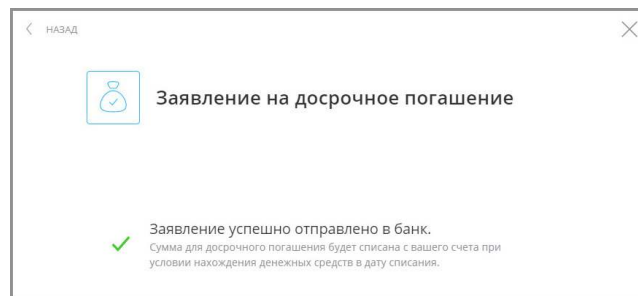 НАЗАД
Заявление на досрочное погашение
Заявление успешно отправлено в банк.
Сумма для досрочного погашения будет списана с вашего счета при
условии нахождения денежных средств в дату списания.